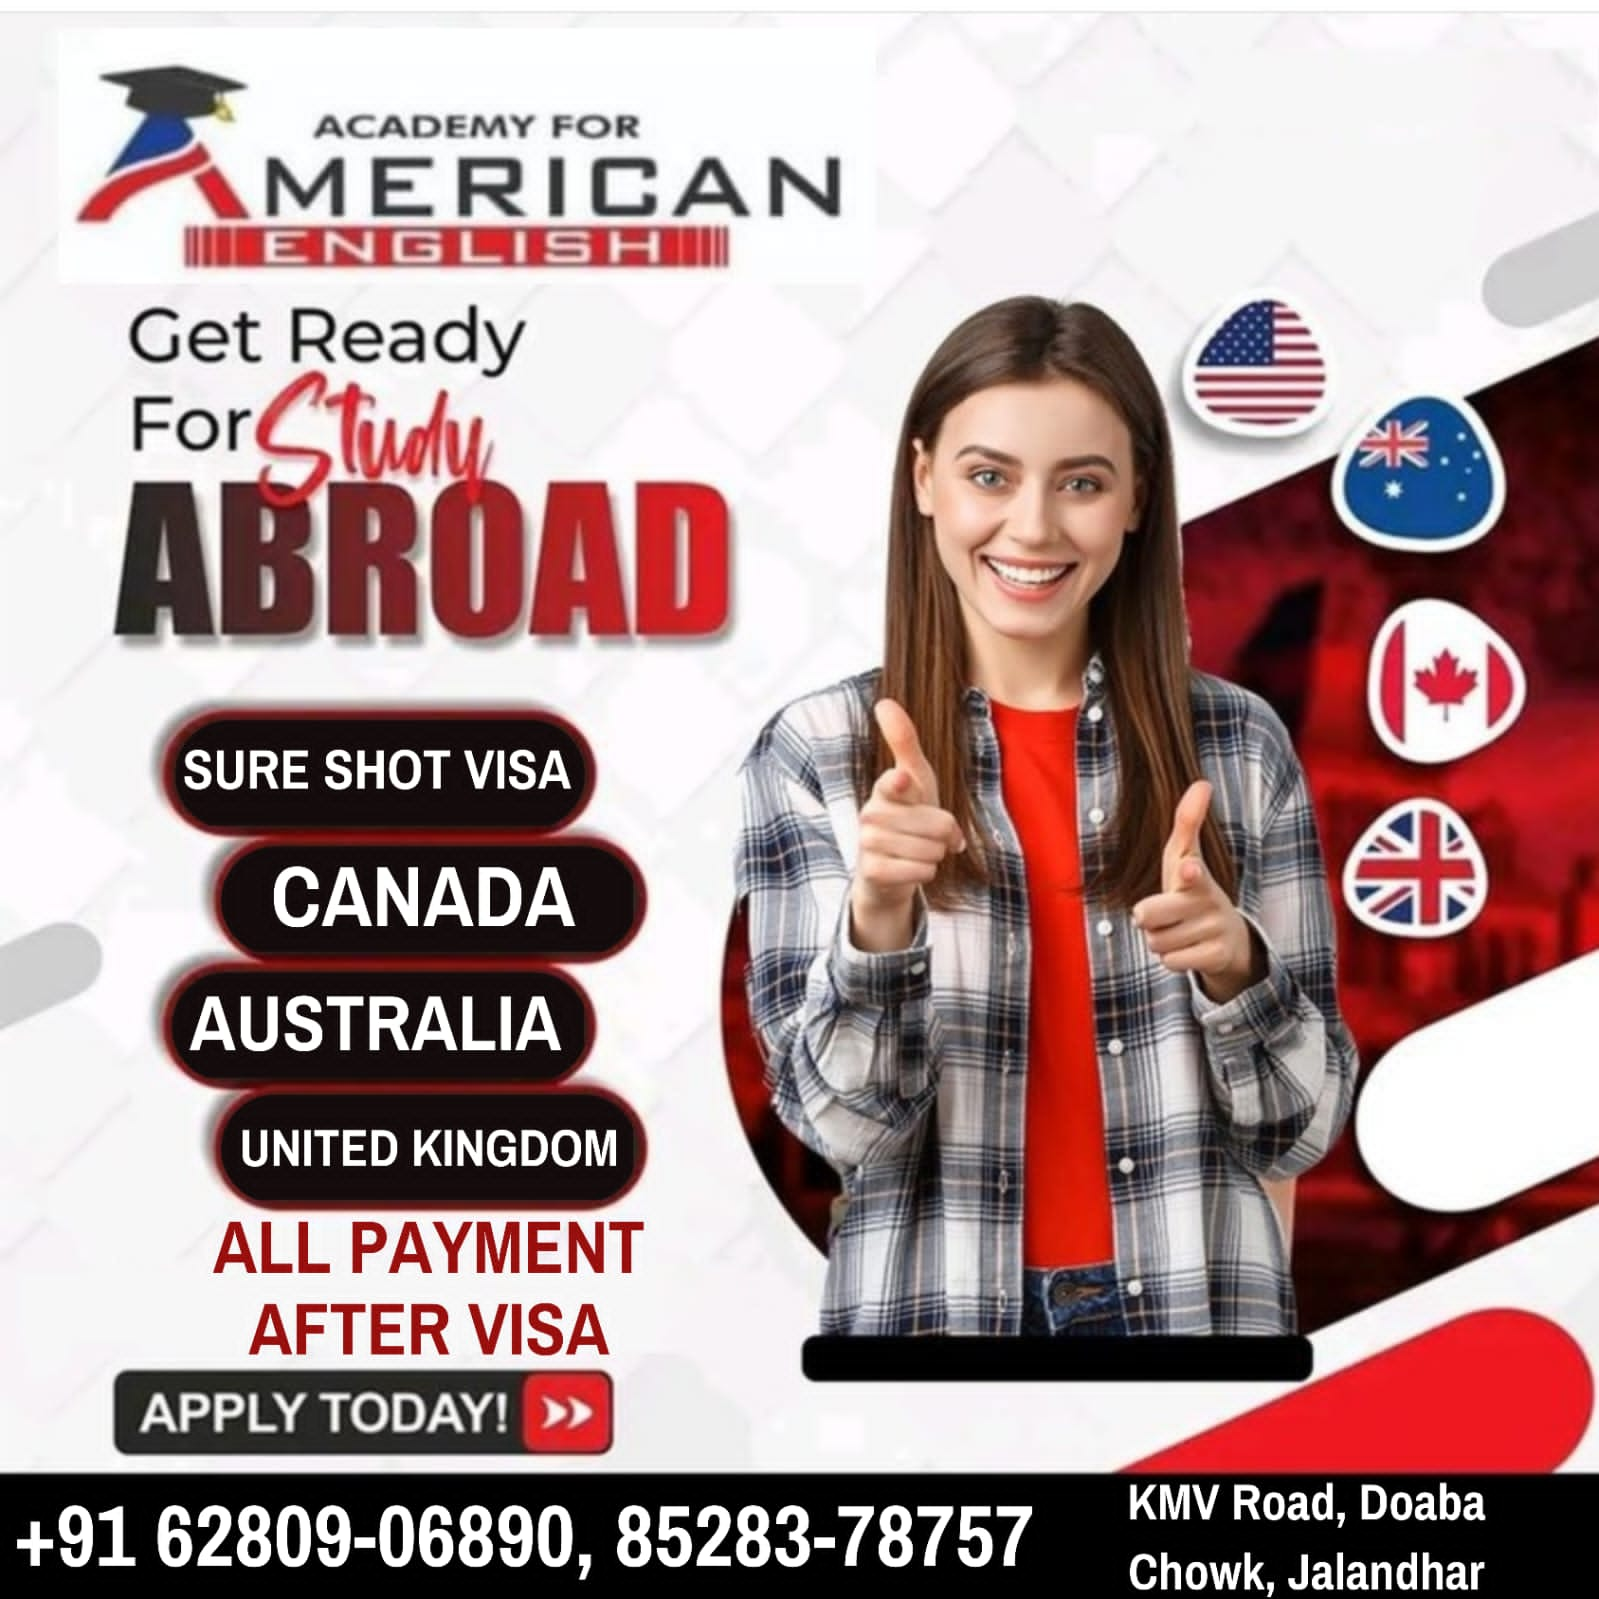 ACADEMY FOR
AMERICAN
ENGLISH
Get Ready
For Study
ABROAD
SURE SHOT VISA
CANADA
AUSTRALIA
UNITED KINGDOM
ALL PAYMENT
AFTER VISA
APPLY TODAY!
+91 62809-06890, 85283-78757
KMV Road, Doaba
Chowk, Jalandhar